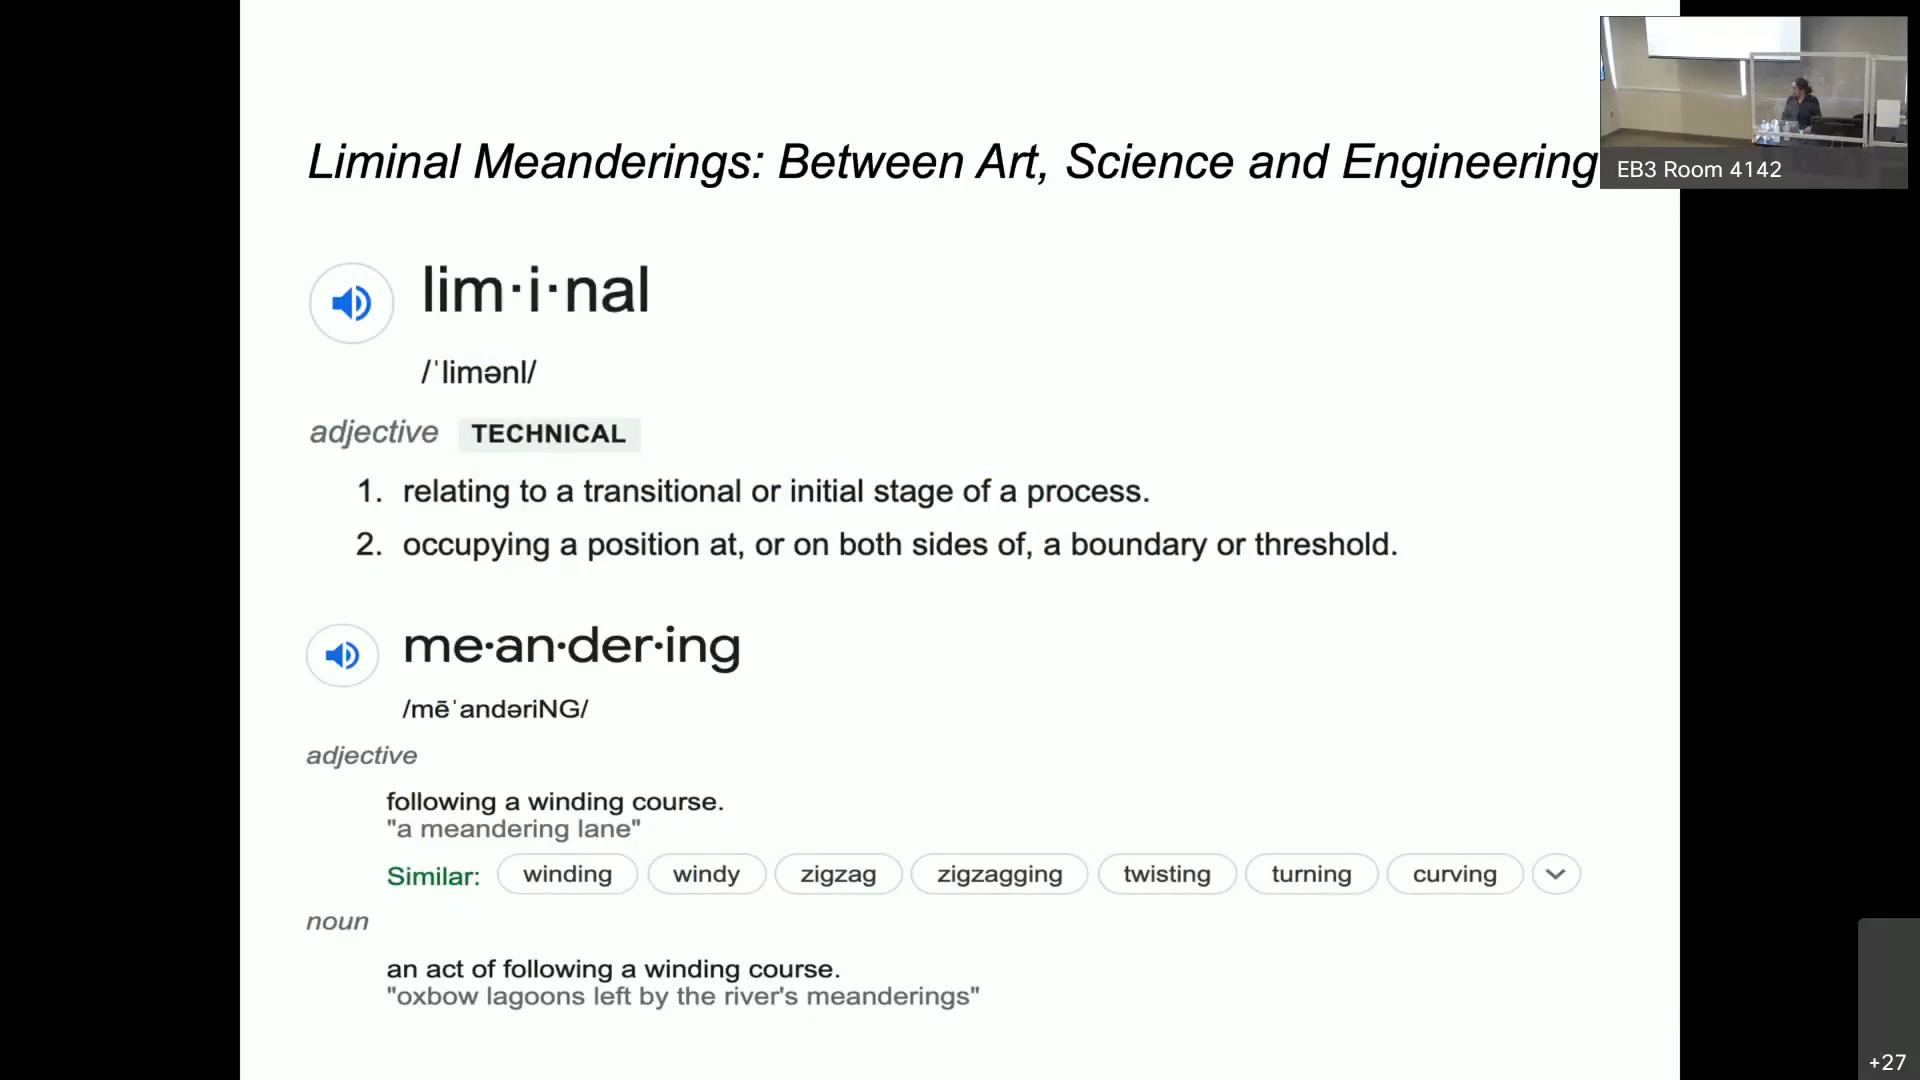 Liminal Meanderings: Between Art, Science and Engineering
EB3 Room 4142
lim·i·nal
/ˈlimənl/
adjective TECHNICAL
1. relating to a transitional or initial stage of a process.
2. occupying a position at, or on both sides of, a boundary or threshold.
me·an·der·ing
/mēˈandəriNG/
adjective
following a winding course.
"a meandering lane"
Similar: winding windy zigzag zigzagging twisting turning curving
noun
an act of following a winding course.
"oxbow lagoons left by the river's meanderings"
+27